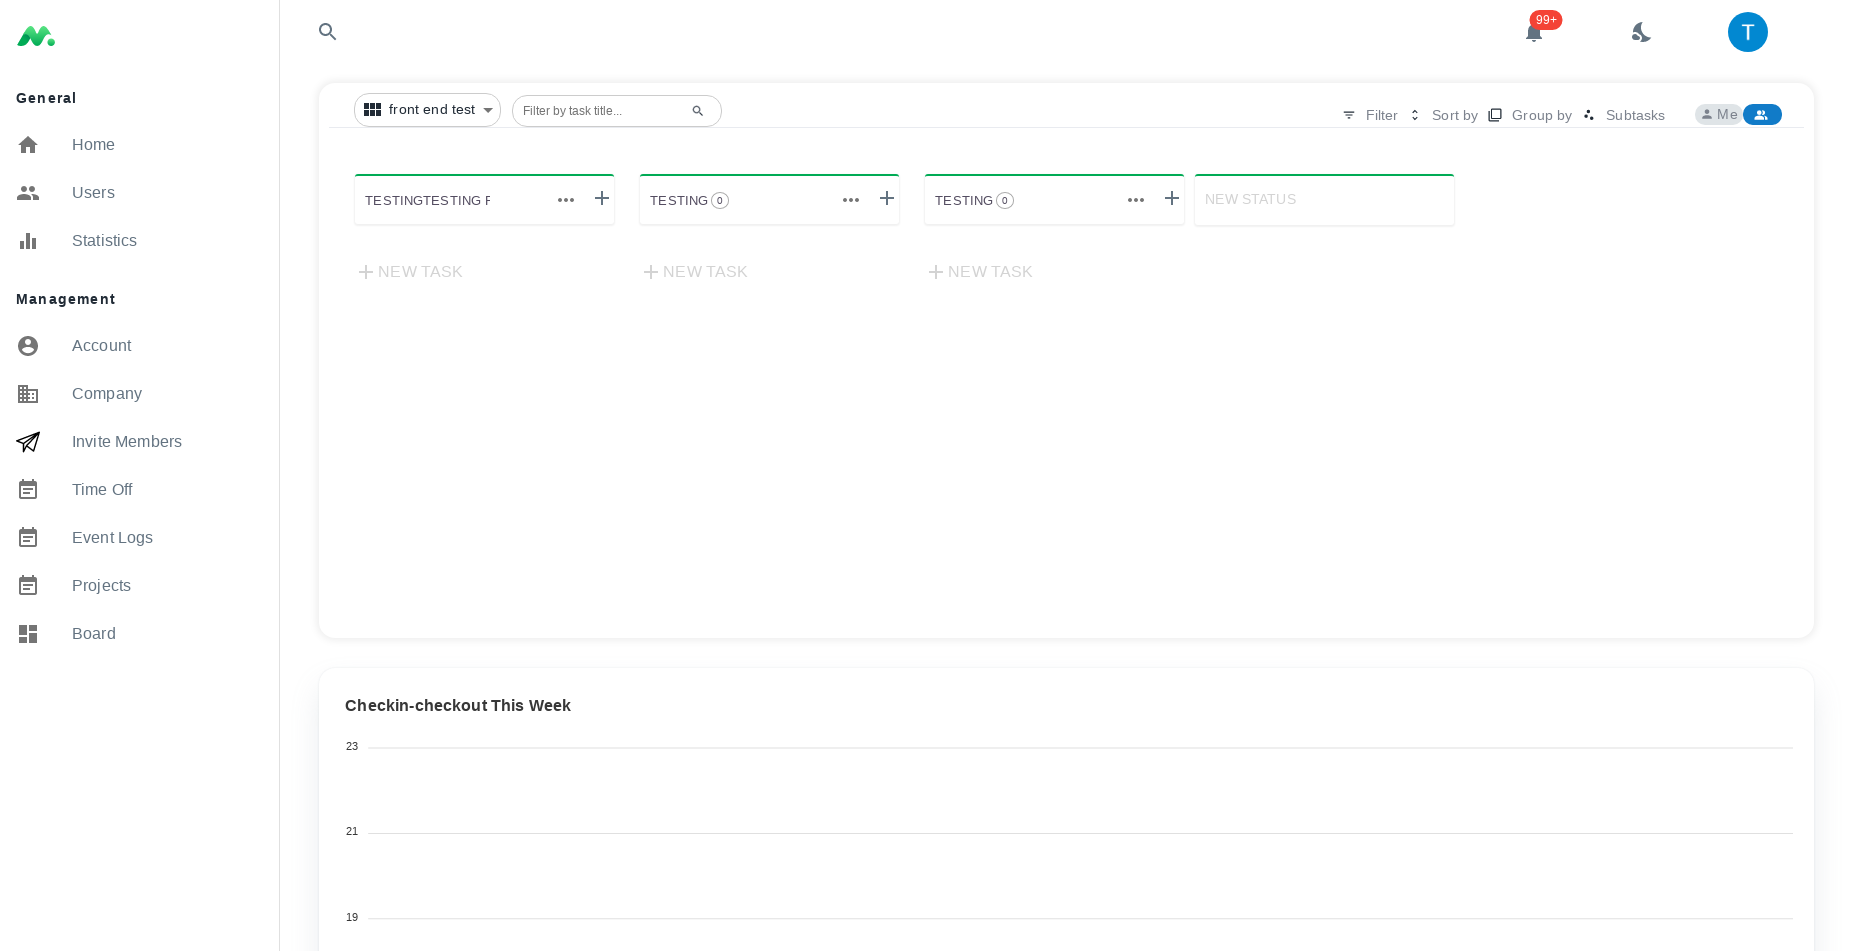 99+
T
General
Home
Users
Statistics
Management
Account
Company
Invite Members
Time Off
Event Logs
Projects
Board
front end test
Filter by task title...
Filter
Sort by
Group by
Subtasks
Me
TESTINGTESTING
TESTING 0
TESTING 0
NEW STATUS
NEW TASK
NEW TASK
NEW TASK
Checkin-checkout This Week
23
21
19